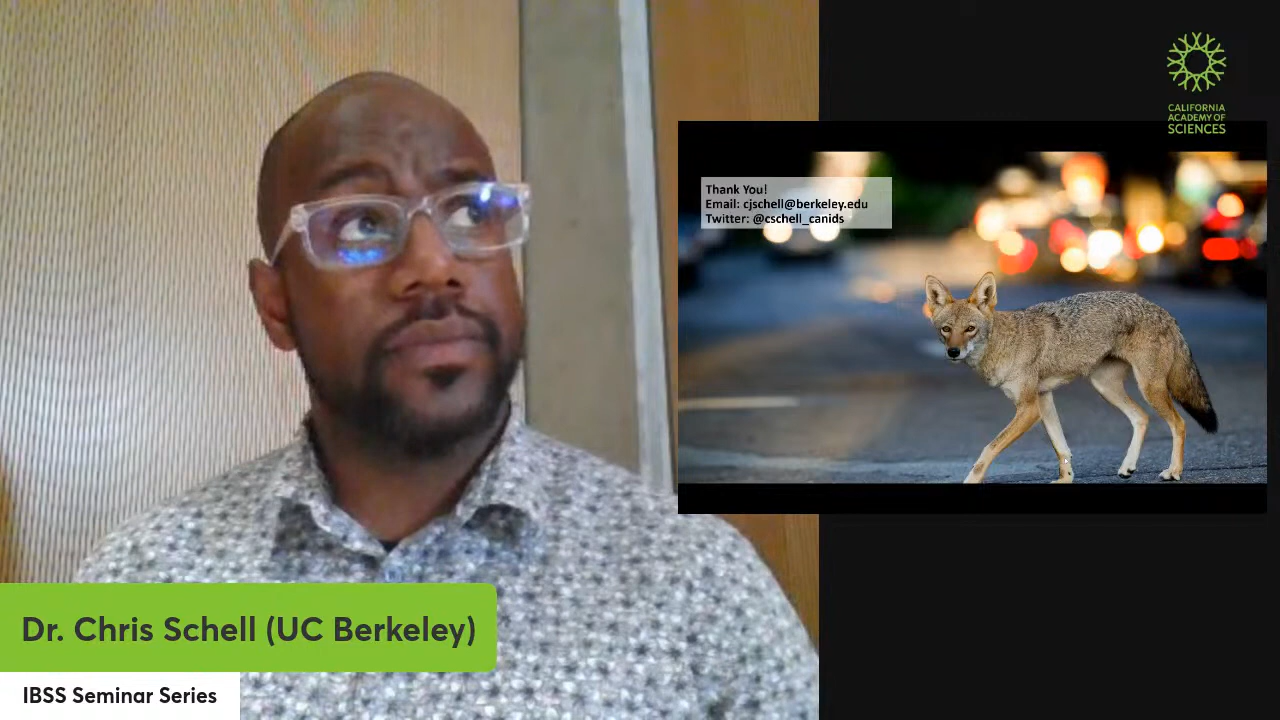 CALIFORNIA
ACADEMY OF
SCIENCES
Thank You!
Email: cjschell@berkeley.edu
Twitter: @cschell_canids
Dr. Chris Schell (UC Berkeley)
IBSS Seminar Series